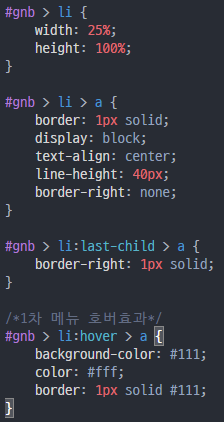 #gnb > li {
    width: 25%;
    height: 100%;
}

#gnb > li > a {
    border: 1px solid;
    display: block;
    text-align: center;
    line-height: 40px;
    border-right: none;
}

#gnb > li:last-child > a {
    border-right: 1px solid;
}

/*1차 메뉴 호버효과*/
#gnb > li:hover > a {
    background-color: #111;
    color: #fff;
    border: 1px solid #111;
}